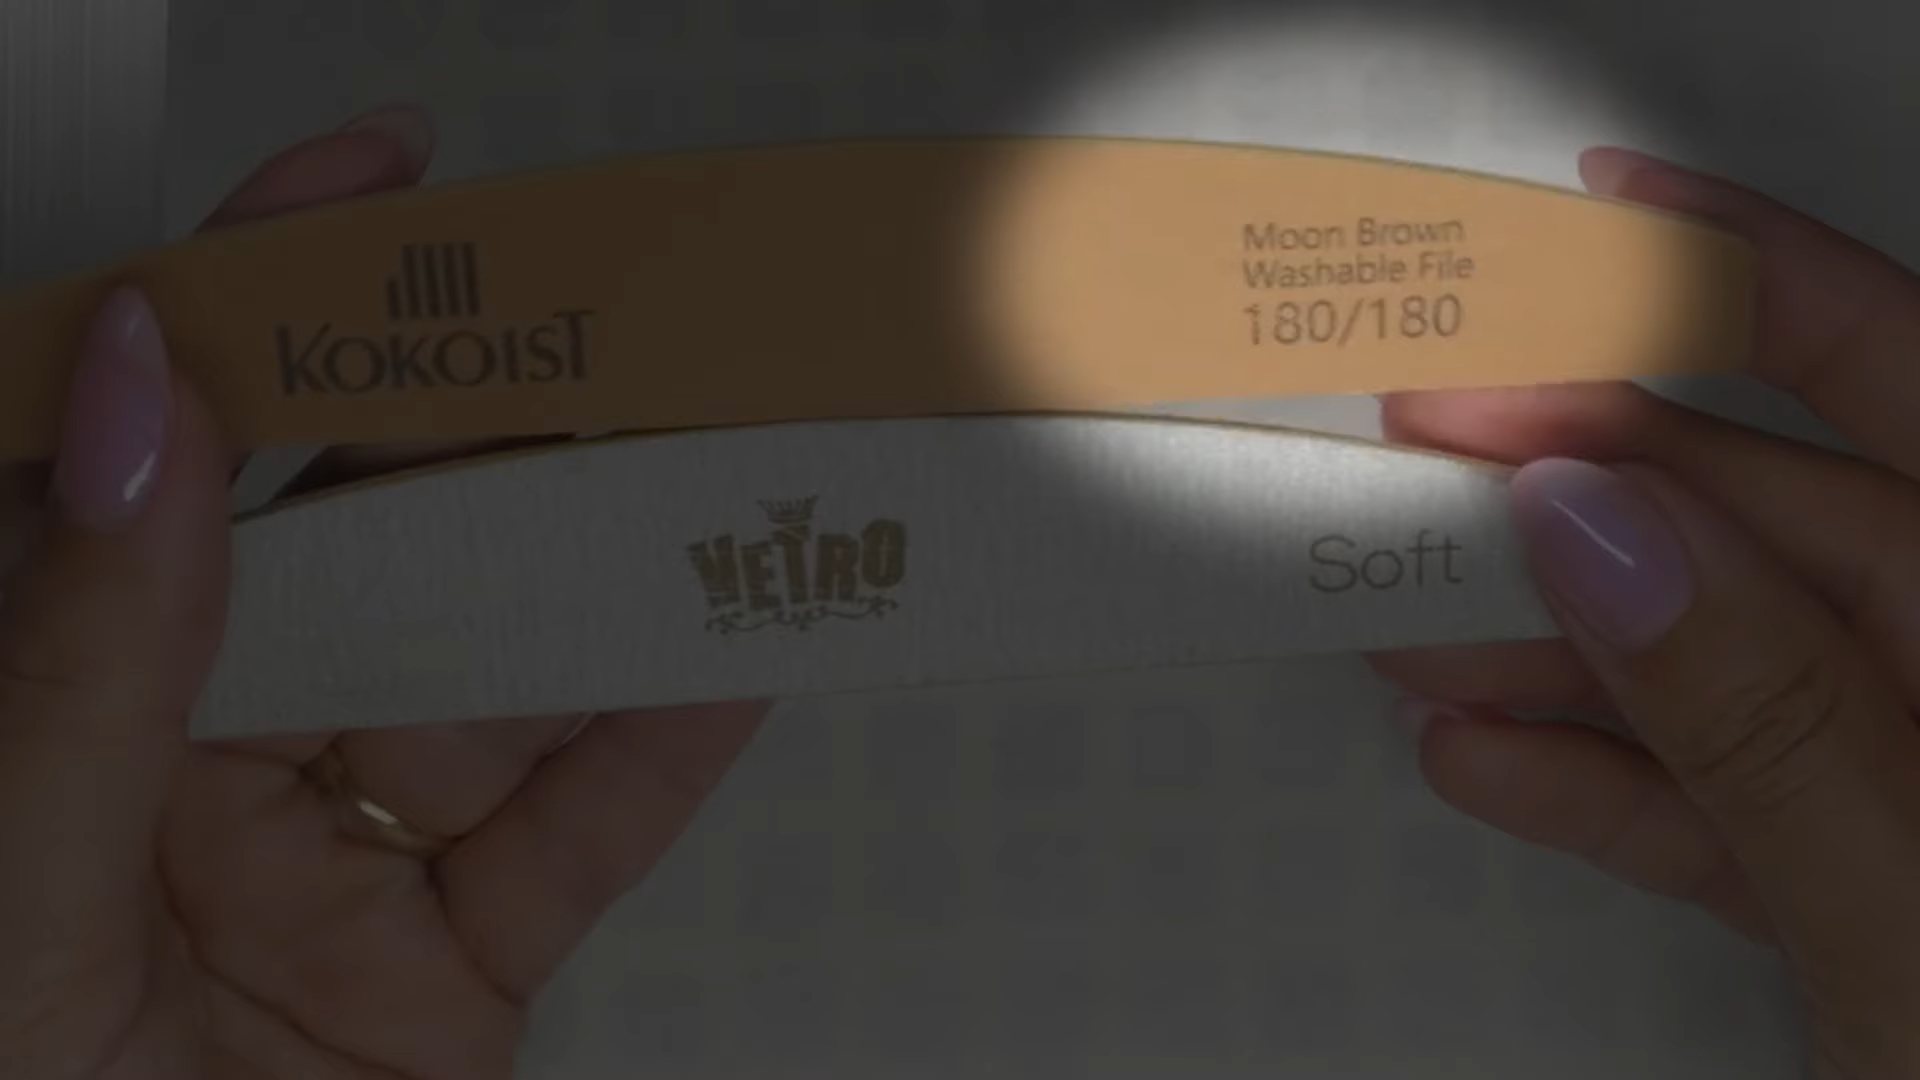 KOKOIST
Moon Brown
Washable File
180/180
VETRO
Soft